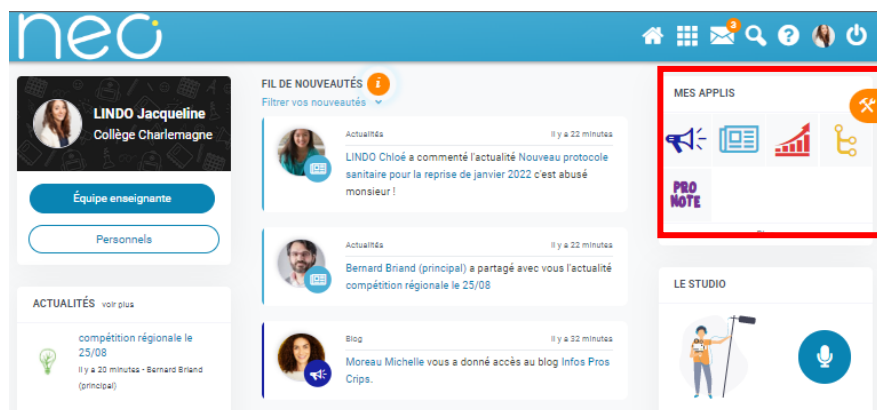 neo
3
LINDO Jacqueline
Collège Charlemagne
Équipe enseignante
Personnels
ACTUALITÉS voir plus
compétition régionale le
25/08
Il y a 20 minutes - Bernard Briand
(principal)
FIL DE NOUVEAUTÉS i
Filtrer vos nouveautés
Actualités Il y a 22 minutes
LINDO Chloé a commenté l'actualité Nouveau protocole
sanitaire pour la reprise de janvier 2022 c'est abusé
monsieur !
Actualités Il y a 22 minutes
Bernard Briand (principal) a partagé avec vous l'actualité
compétition régionale le 25/08
Blog Il y a 32 minutes
Moreau Michelle vous a donné accès au blog Infos Pros
Crips.
MES APPLIS
PRO
NOTE
LE STUDIO